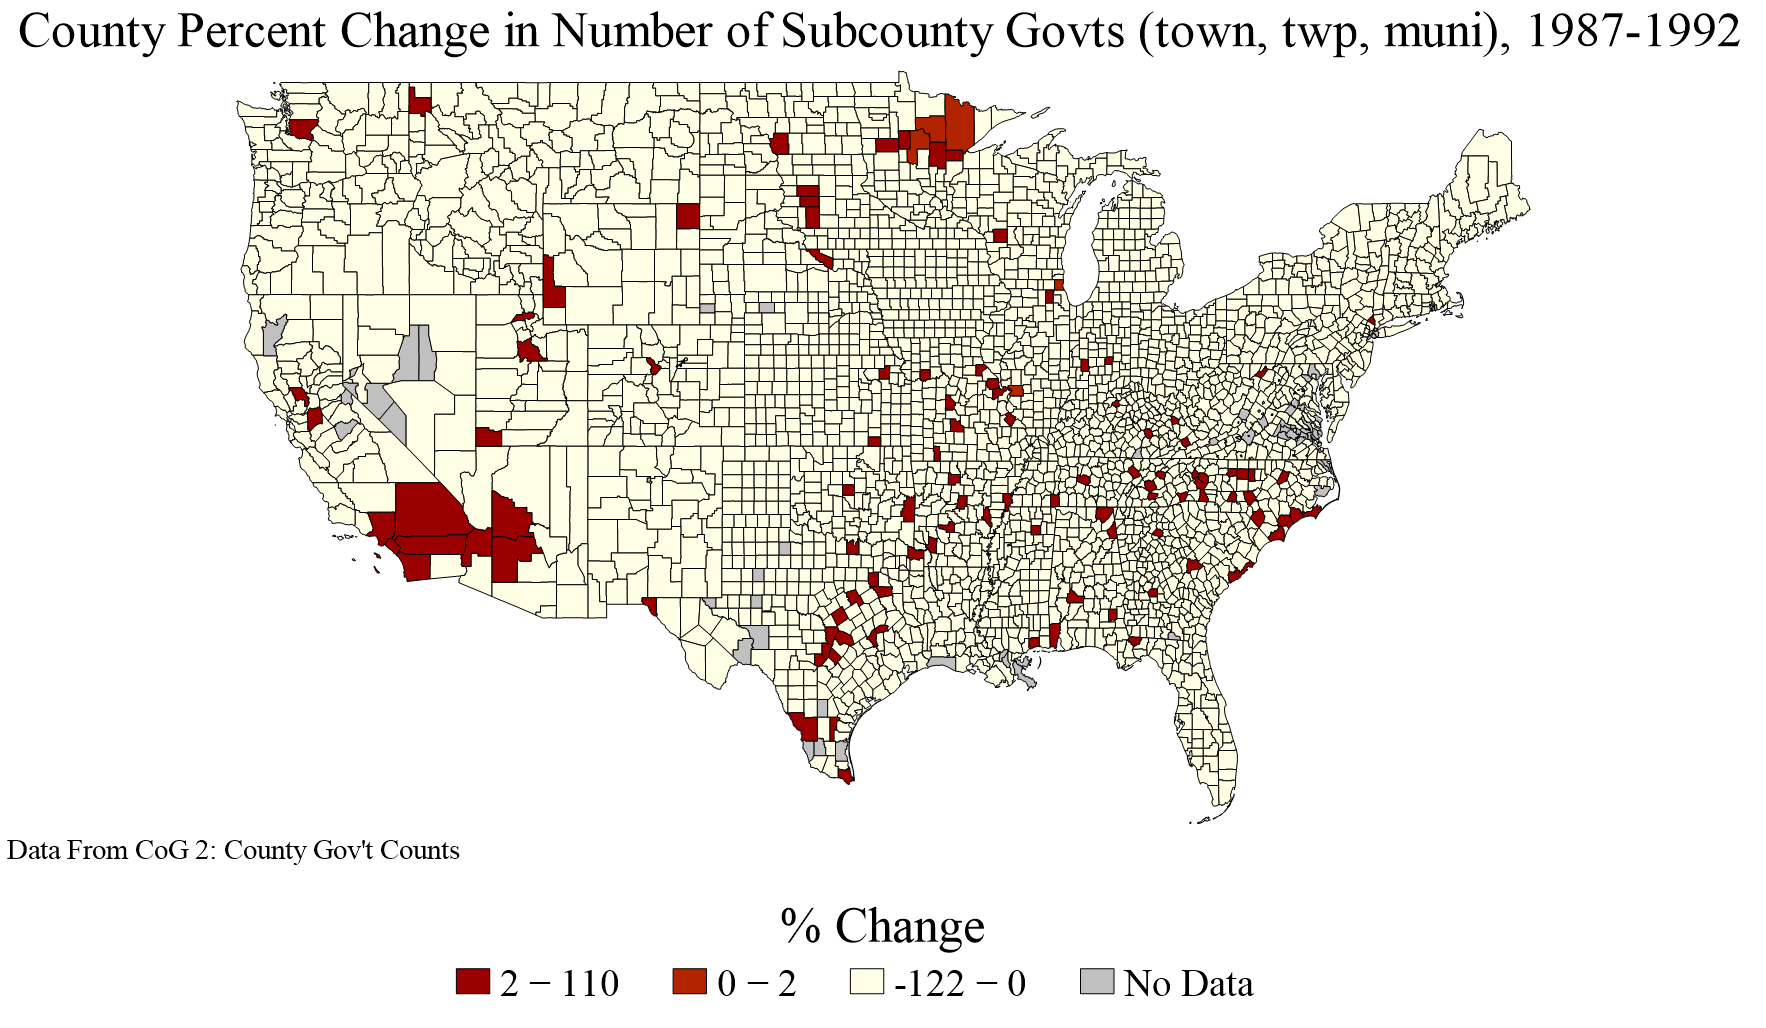 County Percent Change in Number of Subcounty Govts (town, twp, muni), 1987-1992
Data From CoG 2: County Gov't Counts
% Change
2 − 110
0 − 2
-122 − 0
No Data